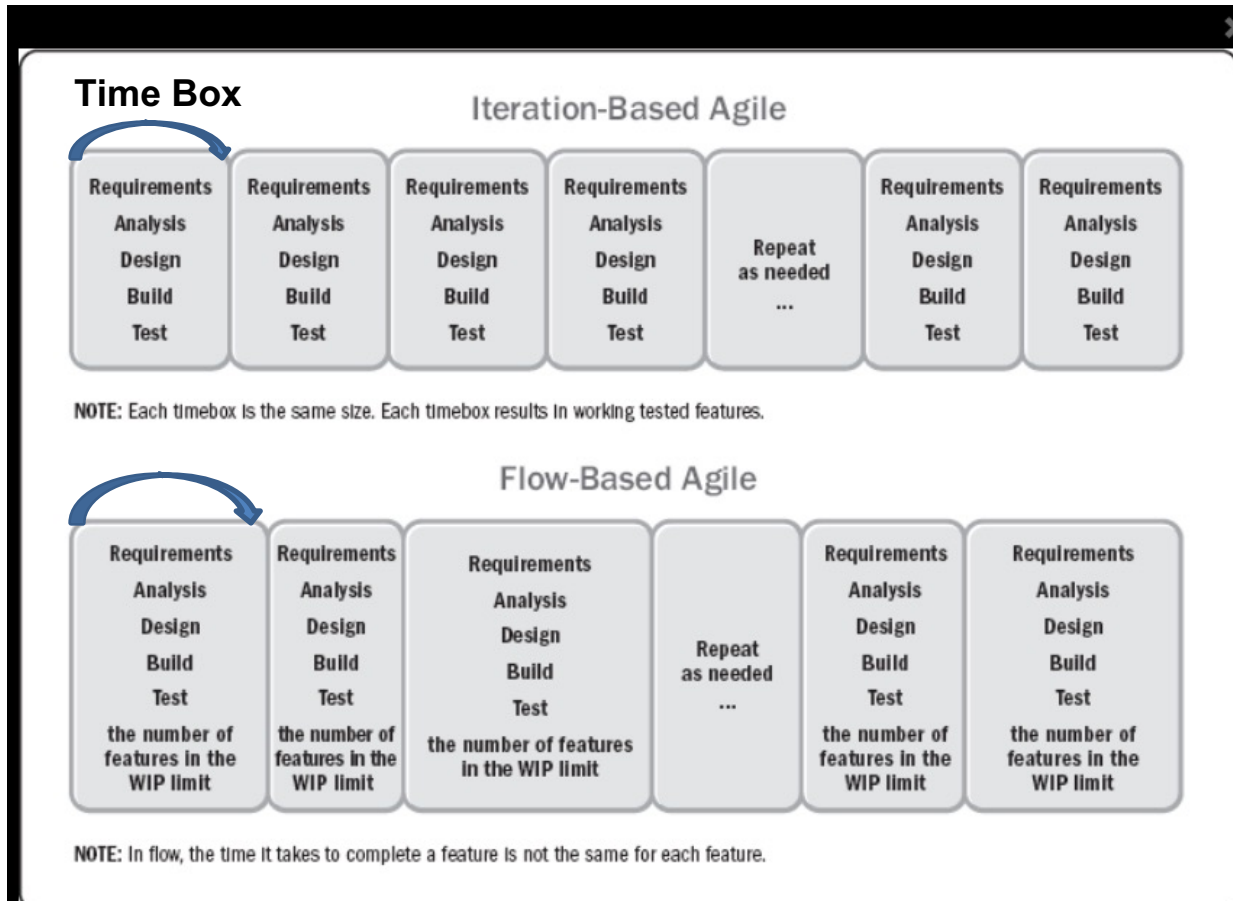 Time Box
Iteration-Based Agile
Requirements
Analysis
Design
Build
Test
Requirements
Analysis
Design
Build
Test
Requirements
Analysis
Design
Build
Test
Requirements
Analysis
Design
Build
Test
Repeat
as needed
...
Requirements
Analysis
Design
Build
Test
Requirements
Analysis
Design
Build
Test
NOTE: Each timebox is the same size. Each timebox results in working tested features.
Flow-Based Agile
Requirements
Analysis
Design
Build
Test
the number of
features in the
WIP limit
Requirements
Analysis
Design
Build
Test
the number of
features in the
WIP limit
Requirements
Analysis
Design
Build
Test
the number of features
in the WIP limit
Repeat
as needed
...
Requirements
Analysis
Design
Build
Test
the number of
features in the
WIP limit
Requirements
Analysis
Design
Build
Test
the number of
features in the
WIP limit
NOTE: In flow, the time it takes to complete a feature is not the same for each feature.